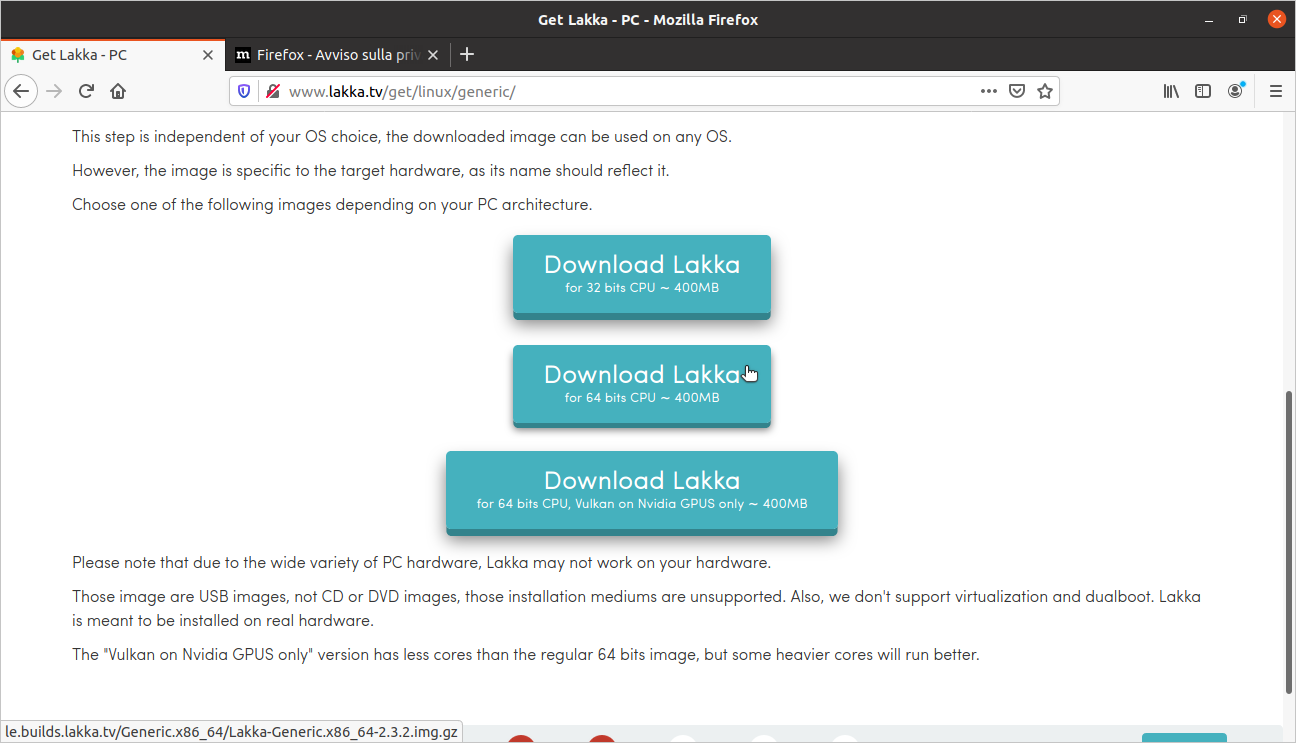 Get Lakka - PC - Mozilla Firefox
Get Lakka - PC
Firefox - Avviso sulla priv
www.lakka.tv/get/linux/generic/
This step is independent of your OS choice, the downloaded image can be used on any OS.
However, the image is specific to the target hardware, as its name should reflect it.
Choose one of the following images depending on your PC architecture.
Download Lakka
for 32 bits CPU ~ 400MB
Download Lakka
for 64 bits CPU ~ 400MB
Download Lakka
for 64 bits CPU, Vulkan on Nvidia GPUS only ~ 400MB
Please note that due to the wide variety of PC hardware, Lakka may not work on your hardware.
Those image are USB images, not CD or DVD images, those installation mediums are unsupported. Also, we don't support virtualization and dualboot. Lakka
is meant to be installed on real hardware.
The "Vulkan on Nvidia GPUS only" version has less cores than the regular 64 bits image, but some heavier cores will run better.
le.builds.lakka.tv/Generic.x86_64/Lakka-Generic.x86_64-2.3.2.img.gz